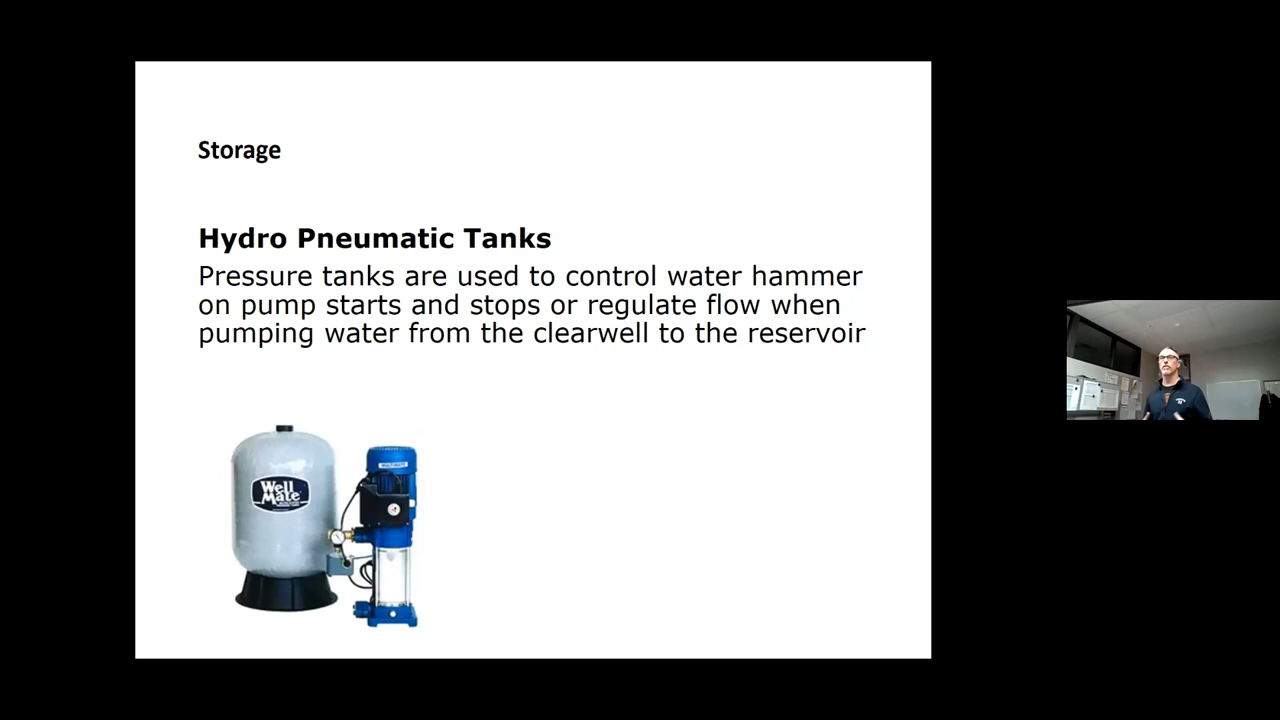 Storage
Hydro Pneumatic Tanks
Pressure tanks are used to control water hammer
on pump starts and stops or regulate flow when
pumping water from the clearwell to the reservoir
Well
Mate
MULTIMATE